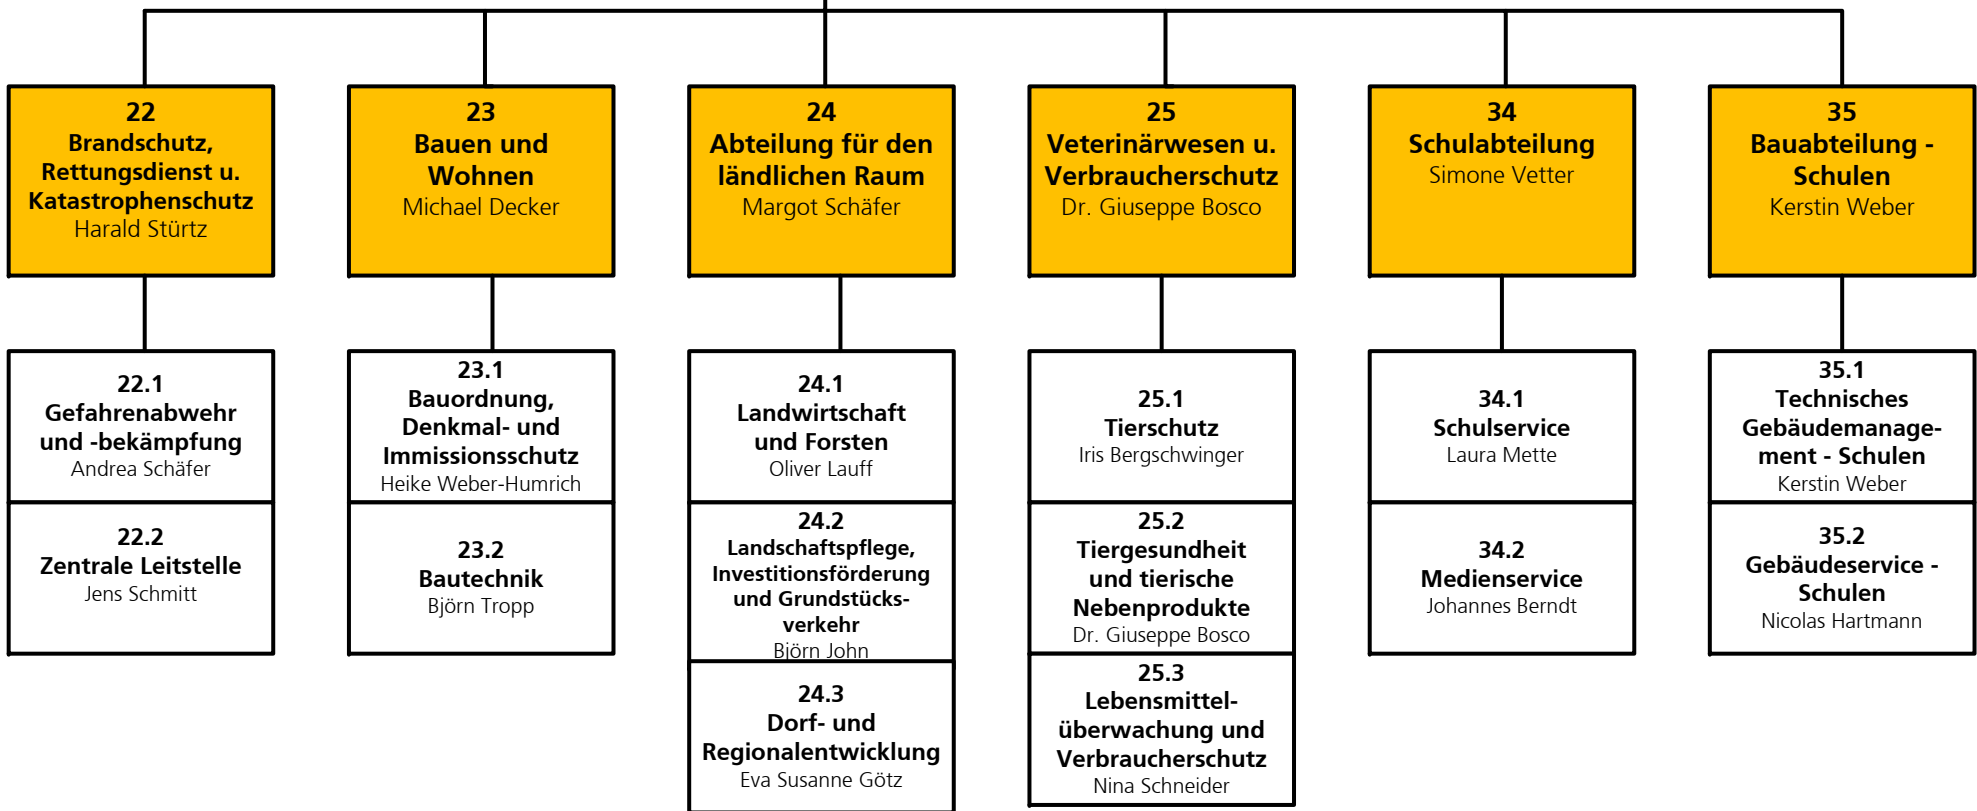 22
Brandschutz,
Rettungsdienst u.
Katastrophenschutz
Harald Stürtz
23
Bauen und
Wohnen
Michael Decker
24
Abteilung für den
ländlichen Raum
Margot Schäfer
25
Veterinärwesen u.
Verbraucherschutz
Dr. Giuseppe Bosco
34
Schulabteilung
Simone Vetter
35
Bauabteilung -
Schulen
Kerstin Weber
22.1
Gefahrenabwehr
und -bekämpfung
Andrea Schäfer
22.2
Zentrale Leitstelle
Jens Schmitt
23.1
Bauordnung,
Denkmal- und
Immissionsschutz
Heike Weber-Humrich
23.2
Bautechnik
Björn Tropp
24.1
Landwirtschaft
und Forsten
Oliver Lauff
24.2
Landschaftspflege,
Investitionsförderung
und Grundstücks-
verkehr
Björn John
24.3
Dorf- und
Regionalentwicklung
Eva Susanne Götz
25.1
Tierschutz
Iris Bergschwinger
25.2
Tiergesundheit
und tierische
Nebenprodukte
Dr. Giuseppe Bosco
25.3
Lebensmittel-
überwachung und
Verbraucherschutz
Nina Schneider
34.1
Schulservice
Laura Mette
34.2
Medienservice
Johannes Berndt
35.1
Technisches
Gebäudemanage-
ment - Schulen
Kerstin Weber
35.2
Gebäudeservice -
Schulen
Nicolas Hartmann